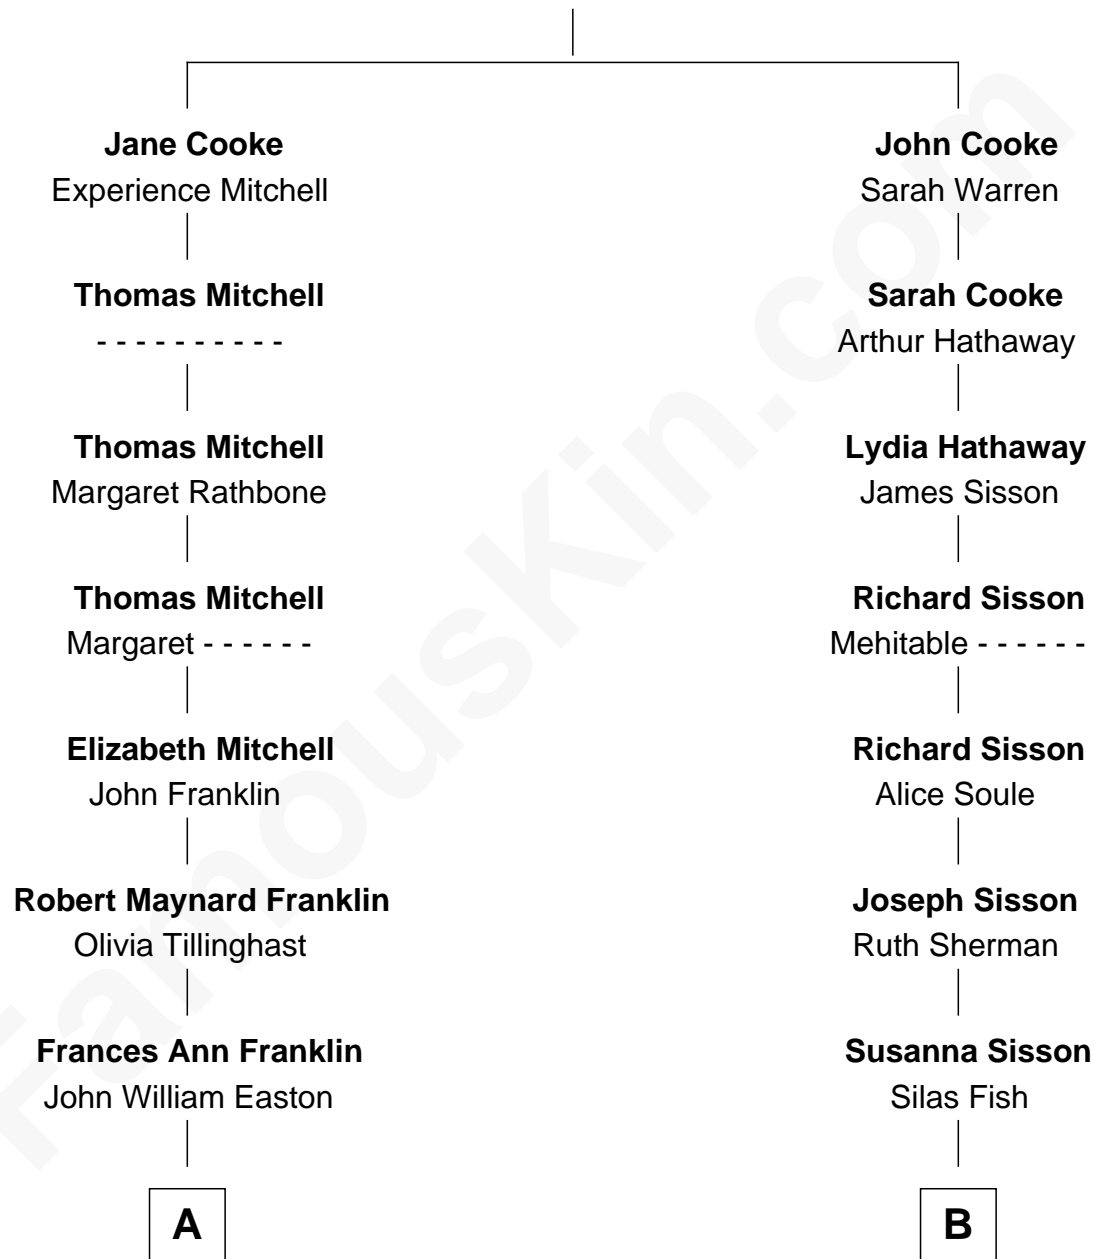 Jane Cooke
Experience Mitchell
Thomas Mitchell
- - - - - - - - - -
Thomas Mitchell
Margaret Rathbone
Thomas Mitchell
Margaret - - - - - -
Elizabeth Mitchell
John Franklin
Robert Maynard Franklin
Olivia Tillinghast
Frances Ann Franklin
John William Easton
A
John Cooke
Sarah Warren
Sarah Cooke
Arthur Hathaway
Lydia Hathaway
James Sisson
Richard Sisson
Mehitable - - - - - -
Richard Sisson
Alice Soule
Joseph Sisson
Ruth Sherman
Susanna Sisson
Silas Fish
B
FamousKin.com